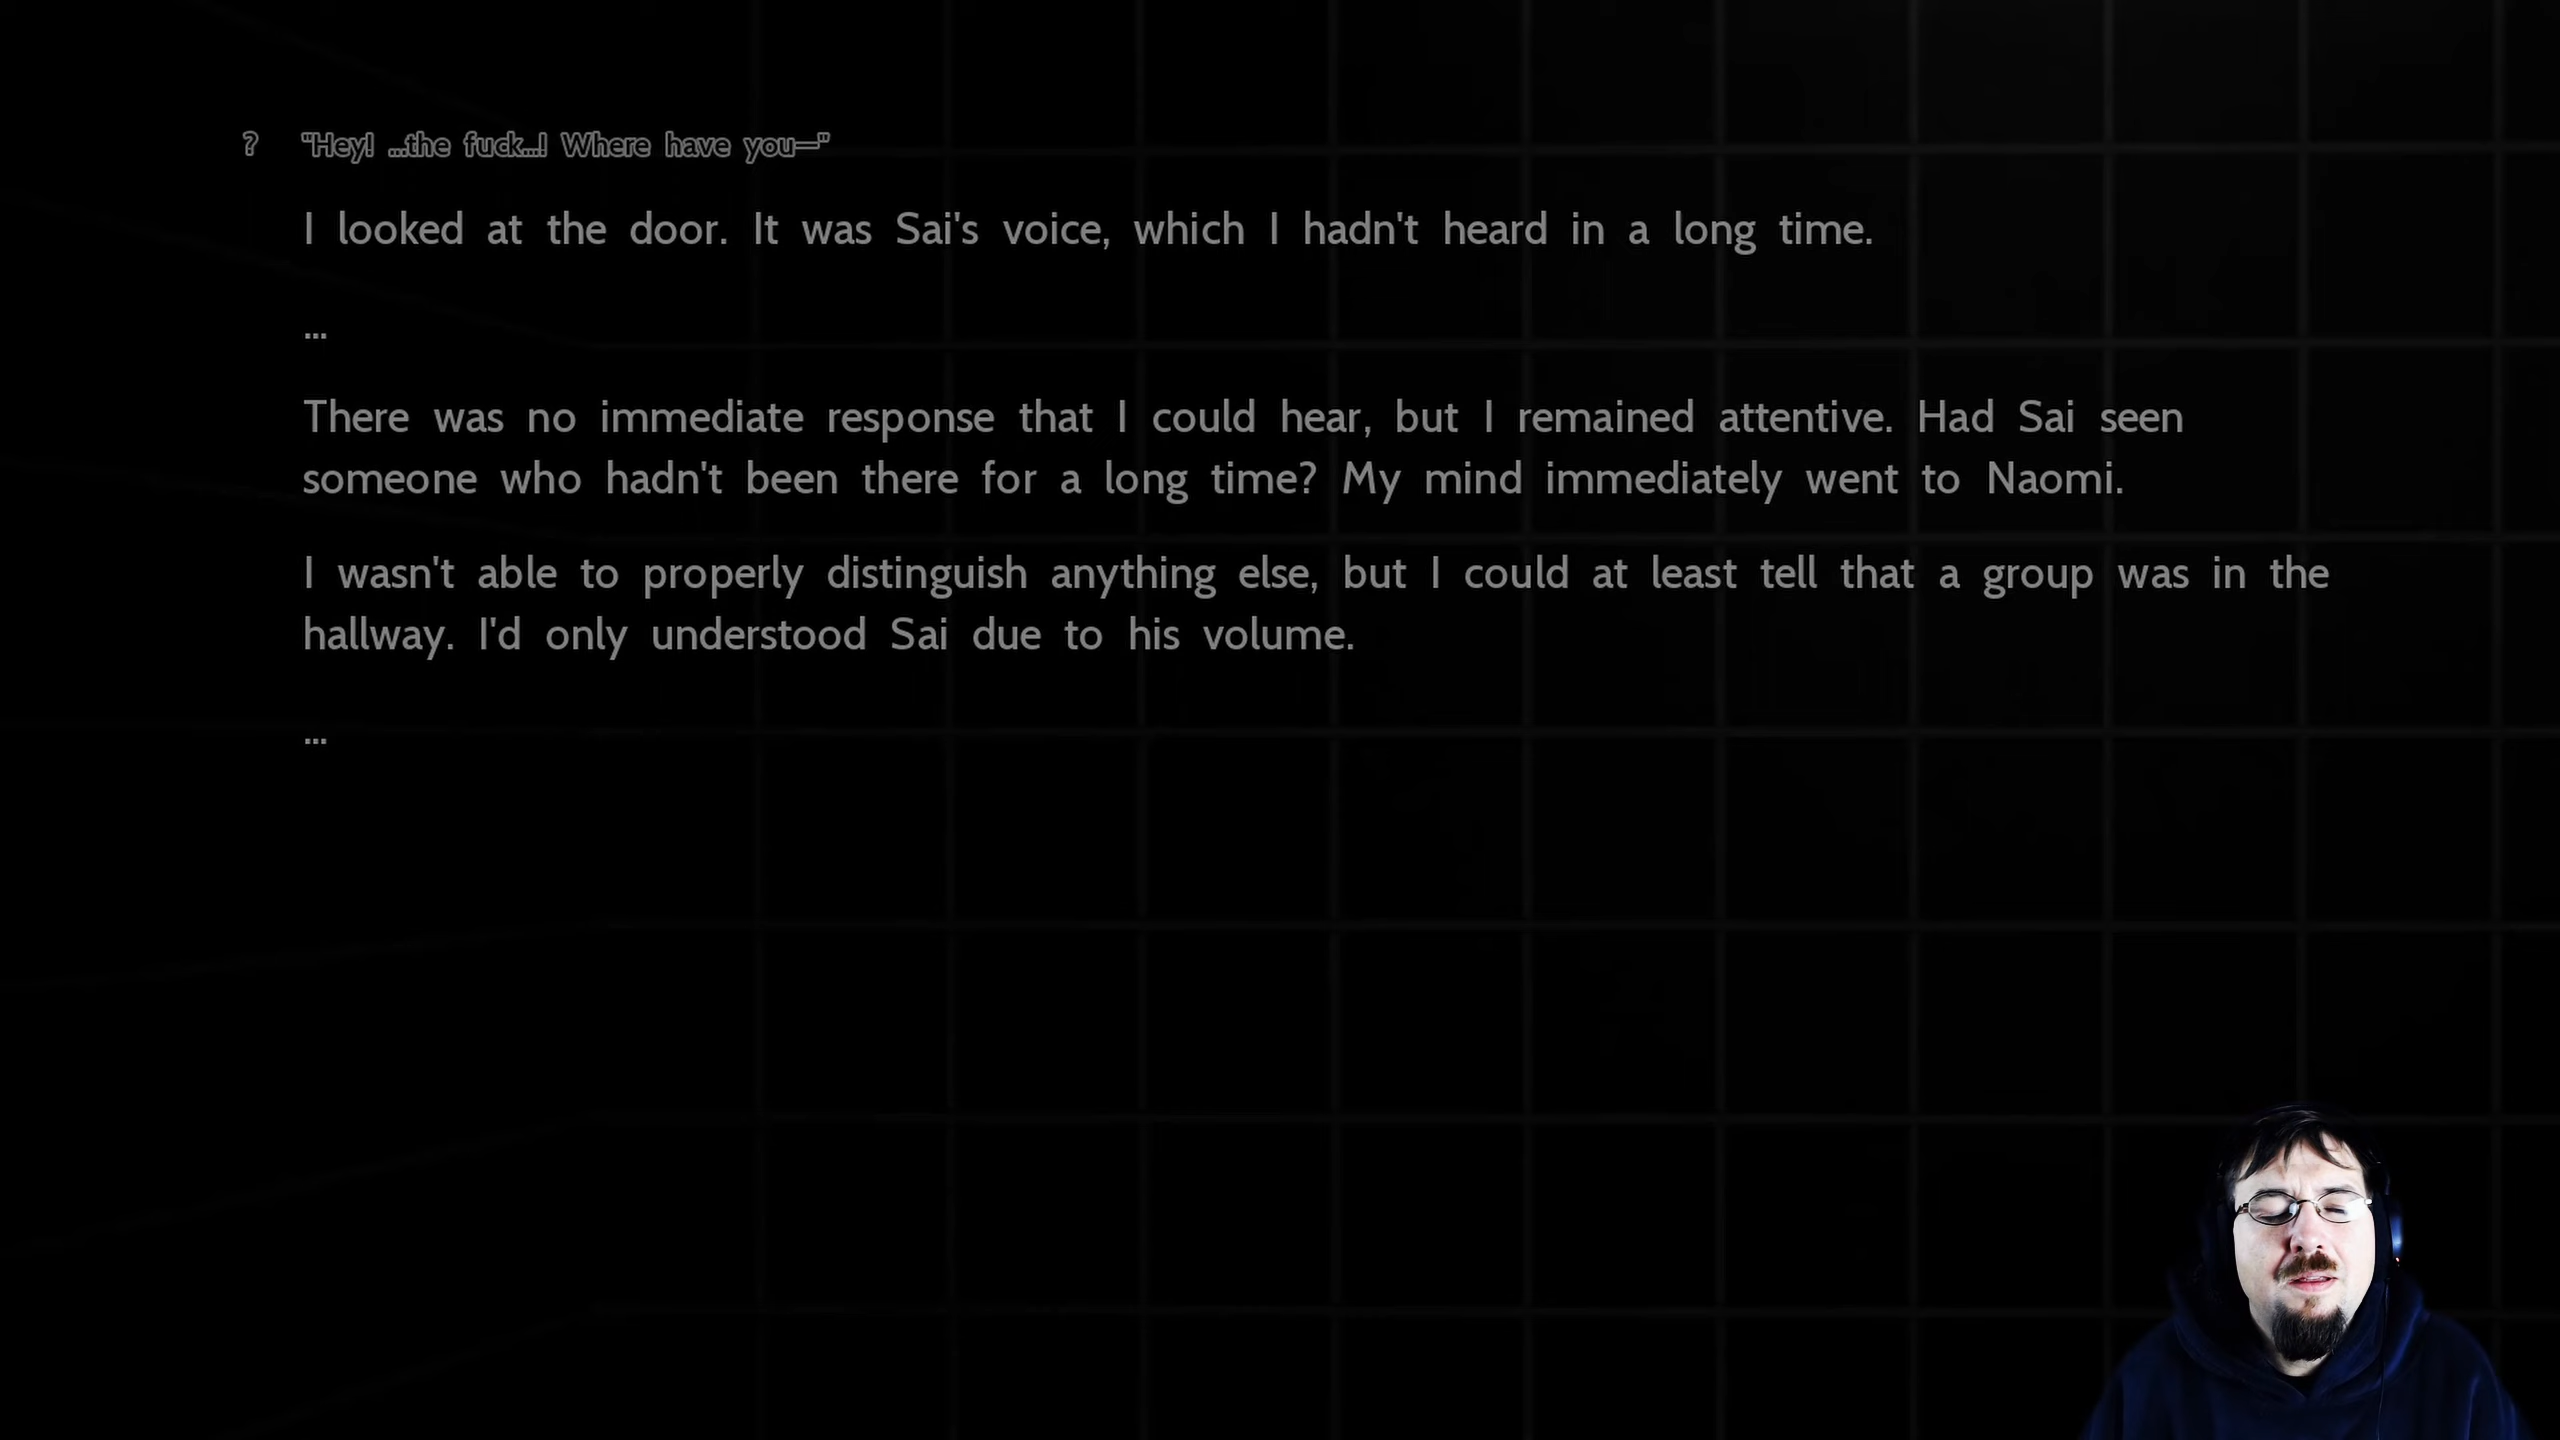 ? "Hey! ...the fuck...! Where have you—"
I looked at the door. It was Sai's voice, which I hadn't heard in a long time.
...
There was no immediate response that I could hear, but I remained attentive. Had Sai seen
someone who hadn't been there for a long time? My mind immediately went to Naomi.
I wasn't able to properly distinguish anything else, but I could at least tell that a group was in the
hallway. I'd only understood Sai due to his volume.
...